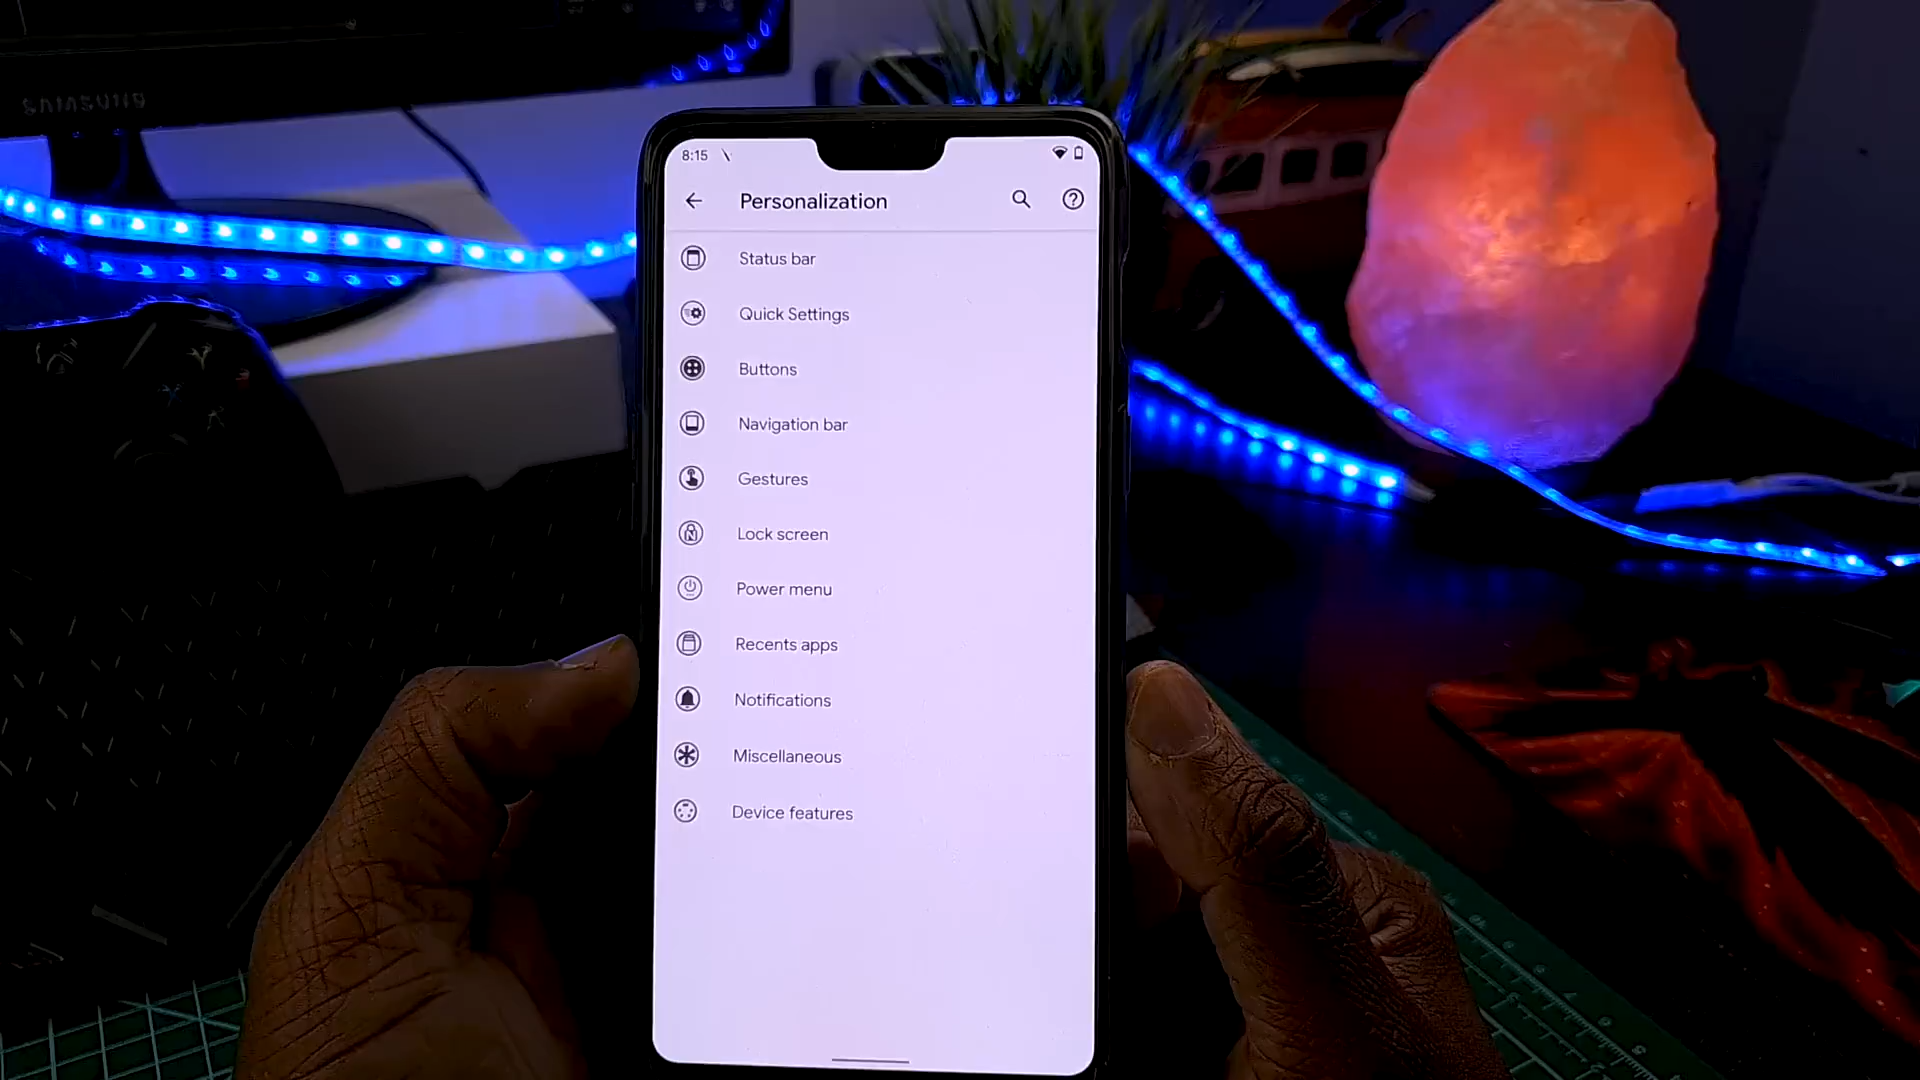 SAMSUNG
8:15
Personalization
Status bar
Quick Settings
Buttons
Navigation bar
Gestures
Lock screen
Power menu
Recents apps
Notifications
Miscellaneous
Device features